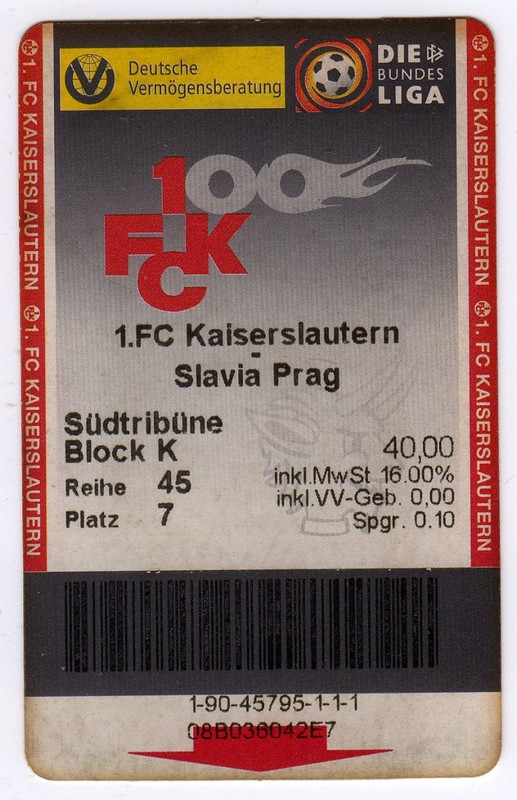 Deutsche
Vermögensberatung
DIE
BUNDES
LIGA
1. FC KAISERSLAUTERN
1. FC KAISERSLAUTERN
1. FC KAISERSLAUTERN
1. FC KAISERSLAUTERN
100
FCK
1.FC Kaiserslautern
-
Slavia Prag
Südtribüne
Block K
40,00
Reihe 45
inkl.MwSt 16.00%
inkl.VV-Geb. 0,00
Platz 7
Spgr. 0.10
1-90-45795-1-1-1
08B036042E7